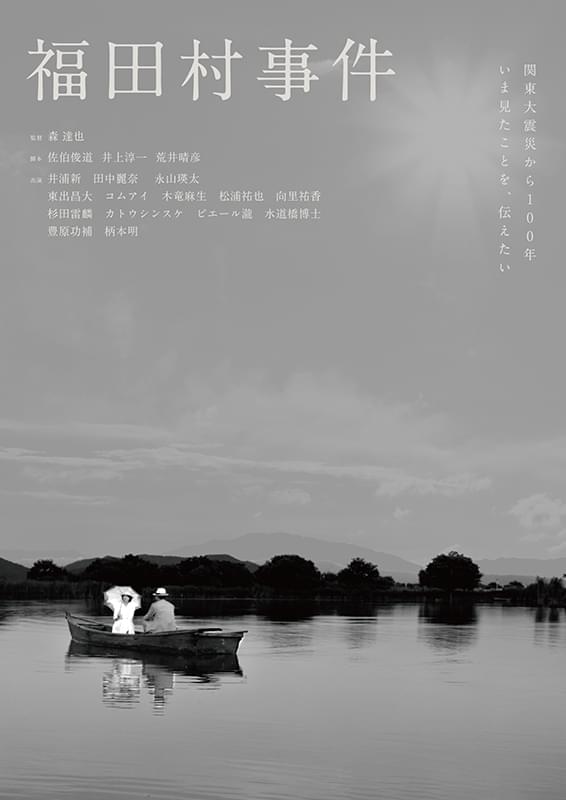 福田村事件
関東大震災から100年
いま見たことを、伝えたい
監督 森 達也
脚本 佐伯俊道 井上淳一 荒井晴彦
出演 井浦新 田中麗奈 永山瑛太
東出昌大 コムアイ 木竜麻生 松浦祐也 向里祐香
杉田雷麟 カトウシンスケ ピエール瀧 水道橋博士
豊原功補 柄本明